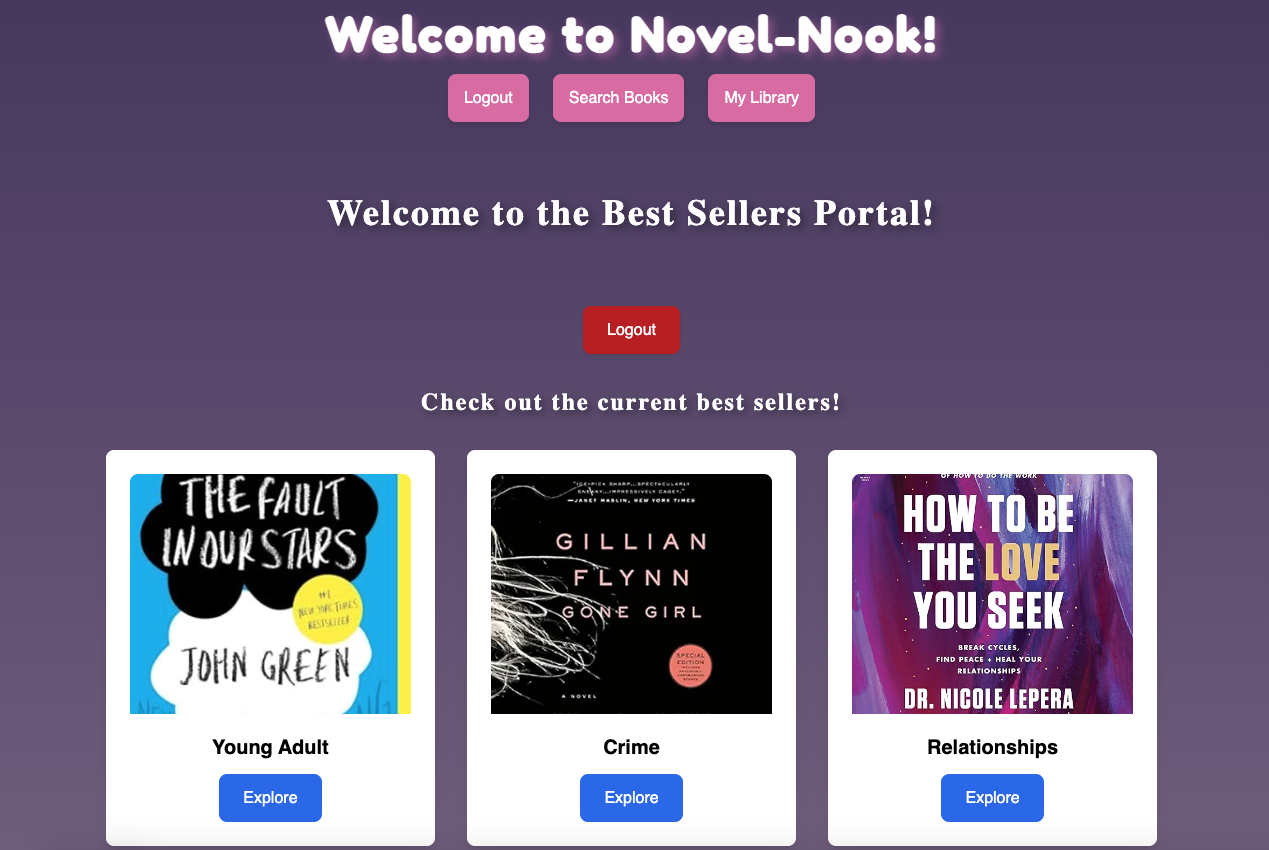 Welcome to Novel-Nook!
Logout Search Books My Library
Welcome to the Best Sellers Portal!
Logout
Check out the current best sellers!
THE FAULT
IN OUR STARS
#1
NEW YORK TIMES
BESTSELLER
JOHN GREEN
Young Adult
Explore
"ICE-PICK SHARP...SPECTACULARLY
SNEAKY...IMPRESSIVELY CAGEY."
—JANET MASLIN, NEW YORK TIMES
GILLIAN
FLYNN
GONE GIRL
SPECIAL
EDITION
A NOVEL
Crime
Explore
OF HOW TO DO THE WORK
HOW TO BE
THE LOVE
YOU SEEK
BREAK CYCLES,
FIND PEACE + HEAL YOUR
RELATIONSHIPS
DR. NICOLE LEPERA
Relationships
Explore